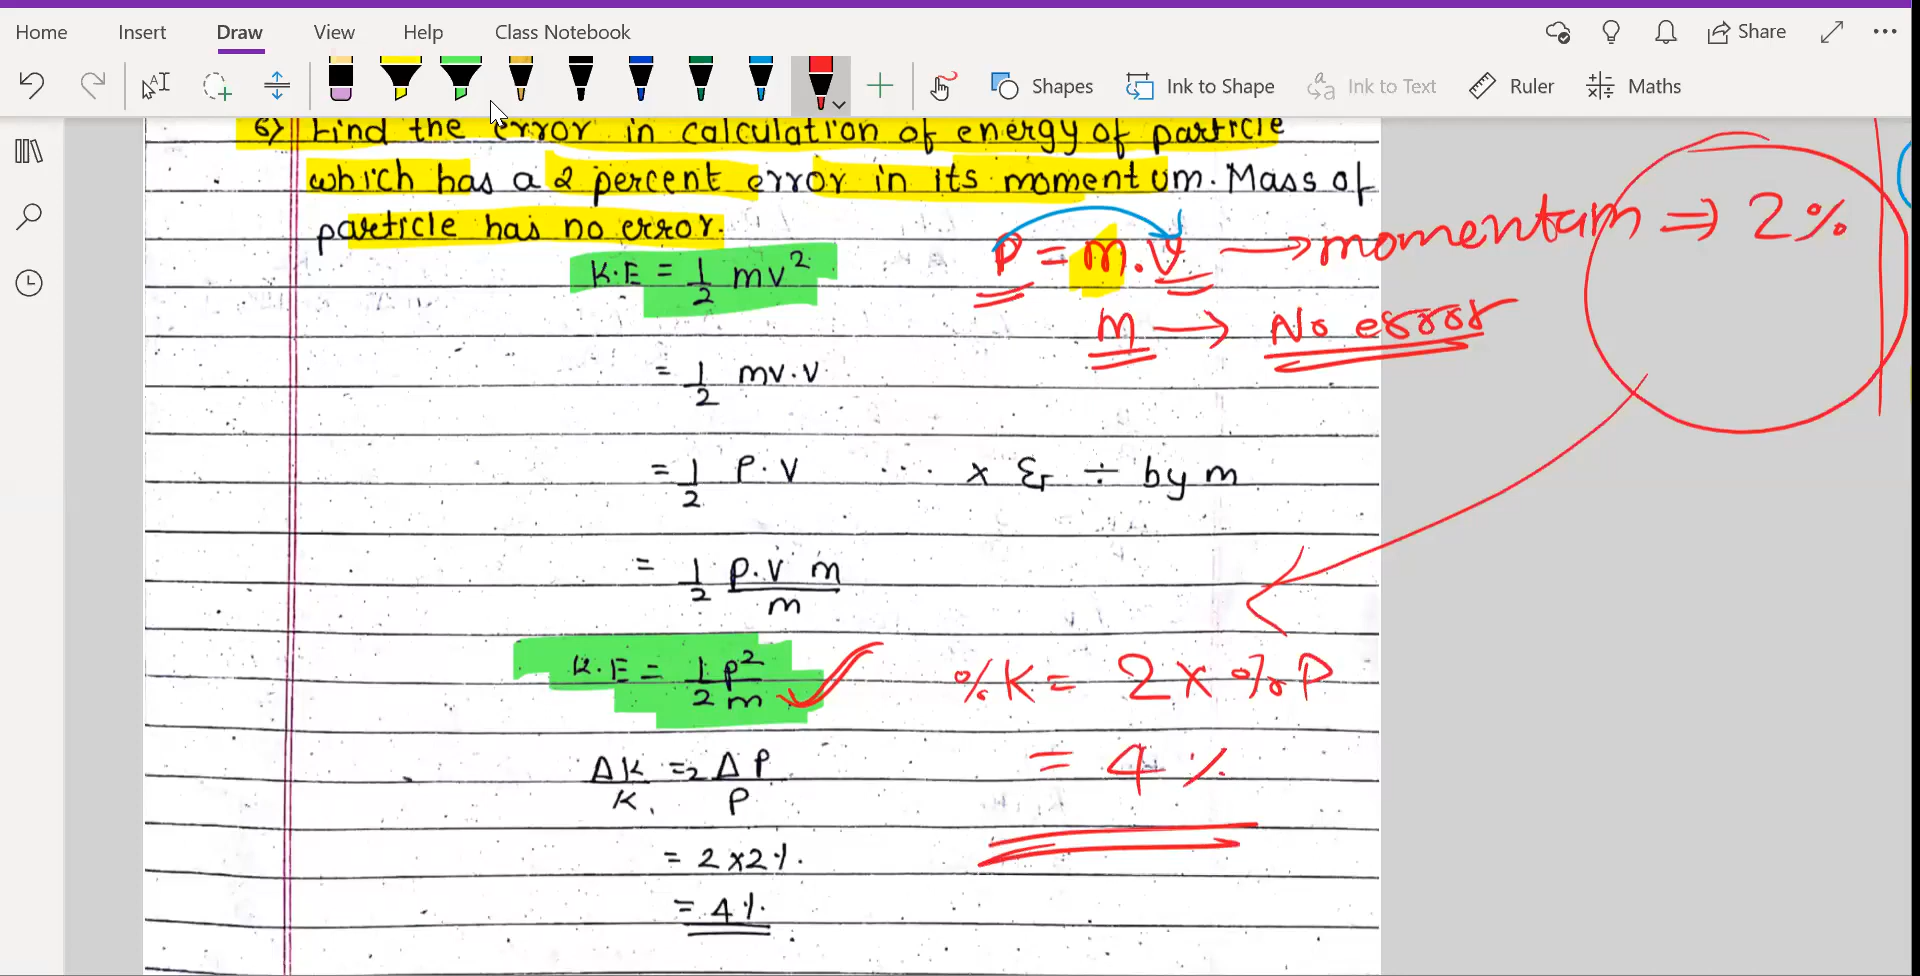 Home Insert Draw View Help Class Notebook Share
Shapes Ink to Shape Ink to Text Ruler Maths
6) Find the error in calculation of energy of particle
which has a 2 percent error in its momentum. Mass of
particle has no error.
P = m.v → momentum ⇒ 2%
K.E = 1/2 mv²
m → No error
= 1/2 mv.v
= 1/2 P.V .... x & ÷ by m
= 1/2 P.V m/m
K.E = 1/2 P²/m
%K = 2 x %P
= 4%
ΔK/K = 2 ΔP/P
= 2 x 2%.
= 4%.